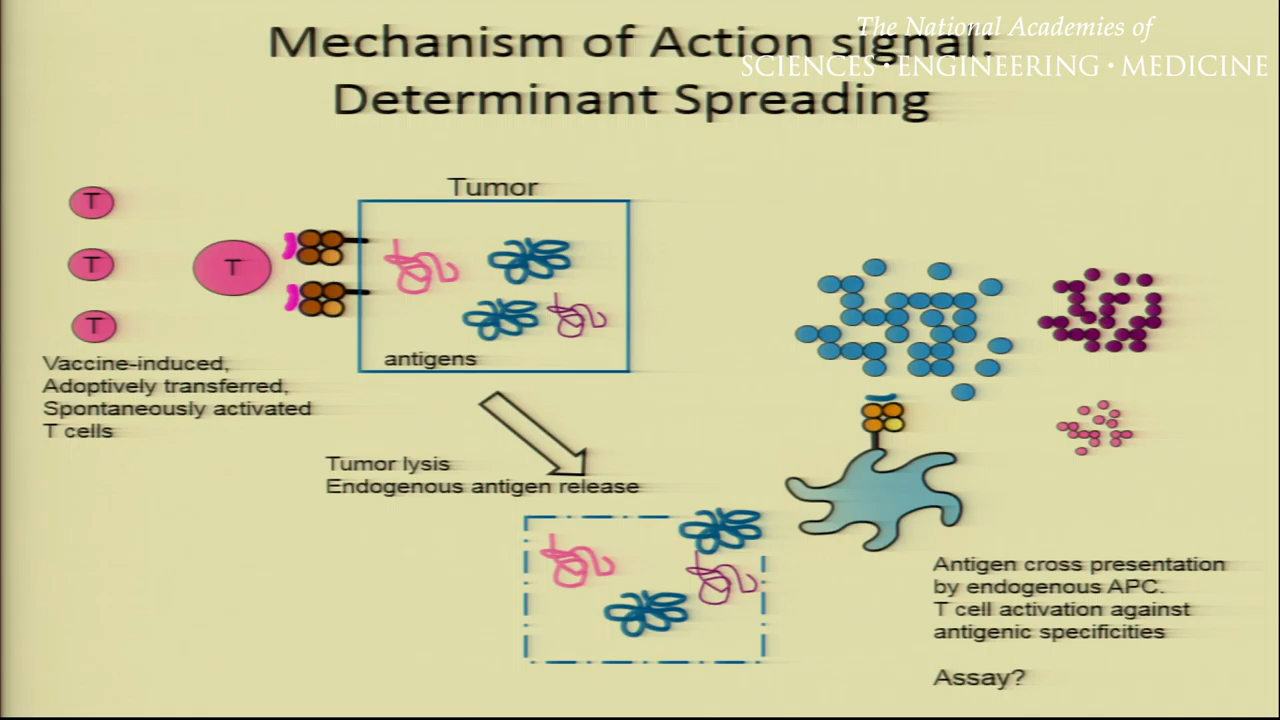 The National Academies of
SCIENCES · ENGINEERING · MEDICINE
Mechanism of Action signal:
Determinant Spreading
Tumor
T
T
T
T
antigens
Vaccine-induced,
Adoptively transferred,
Spontaneously activated
T cells
Tumor lysis
Endogenous antigen release
Antigen cross presentation
by endogenous APC.
T cell activation against
antigenic specificities
Assay?